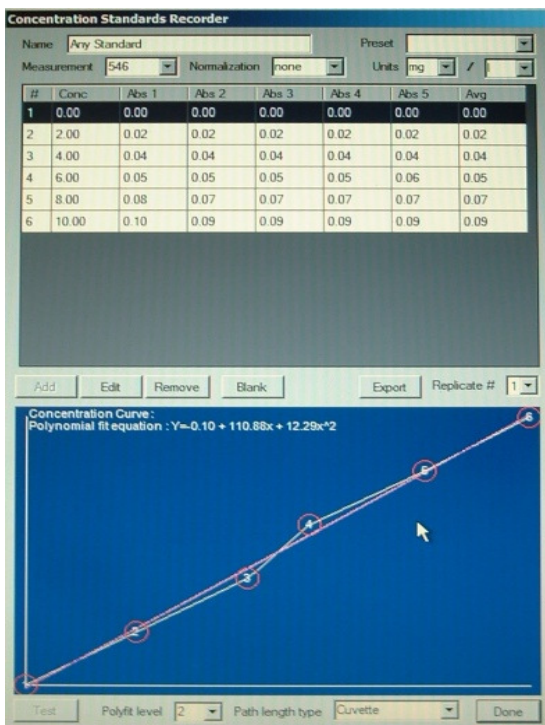 Concentration Standards Recorder
Name Any Standard Preset
Measurement 546 Normalization none Units mg / l
# Conc Abs 1 Abs 2 Abs 3 Abs 4 Abs 5 Avg
1 0.00 0.00 0.00 0.00 0.00 0.00 0.00
2 2.00 0.02 0.02 0.02 0.02 0.02 0.02
3 4.00 0.04 0.04 0.04 0.04 0.04 0.04
4 6.00 0.05 0.05 0.05 0.05 0.06 0.05
5 8.00 0.08 0.07 0.07 0.07 0.07 0.07
6 10.00 0.10 0.09 0.09 0.09 0.09 0.09
Add Edit Remove Blank Export Replicate # 1
Concentration Curve :
Polynomial fit equation : Y=-0.10 + 110.88x + 12.29x^2
6
5
4
3
2
Test Polyfit level 2 Path length type Cuvette Done